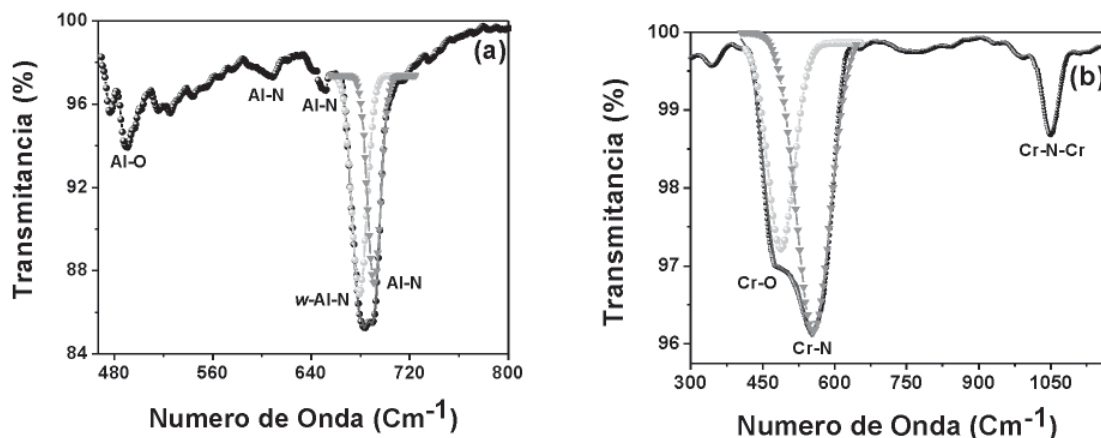 (a)
Transmitancia (%)
100
96
92
88
84
Al-O
Al-N
Al-N
w-Al-N
Al-N
480 560 640 720 800
Numero de Onda (Cm⁻¹)
(b)
Transmitancia (%)
100
99
98
97
96
Cr-O
Cr-N
Cr-N-Cr
300 450 600 750 900 1050
Numero de Onda (Cm⁻¹)